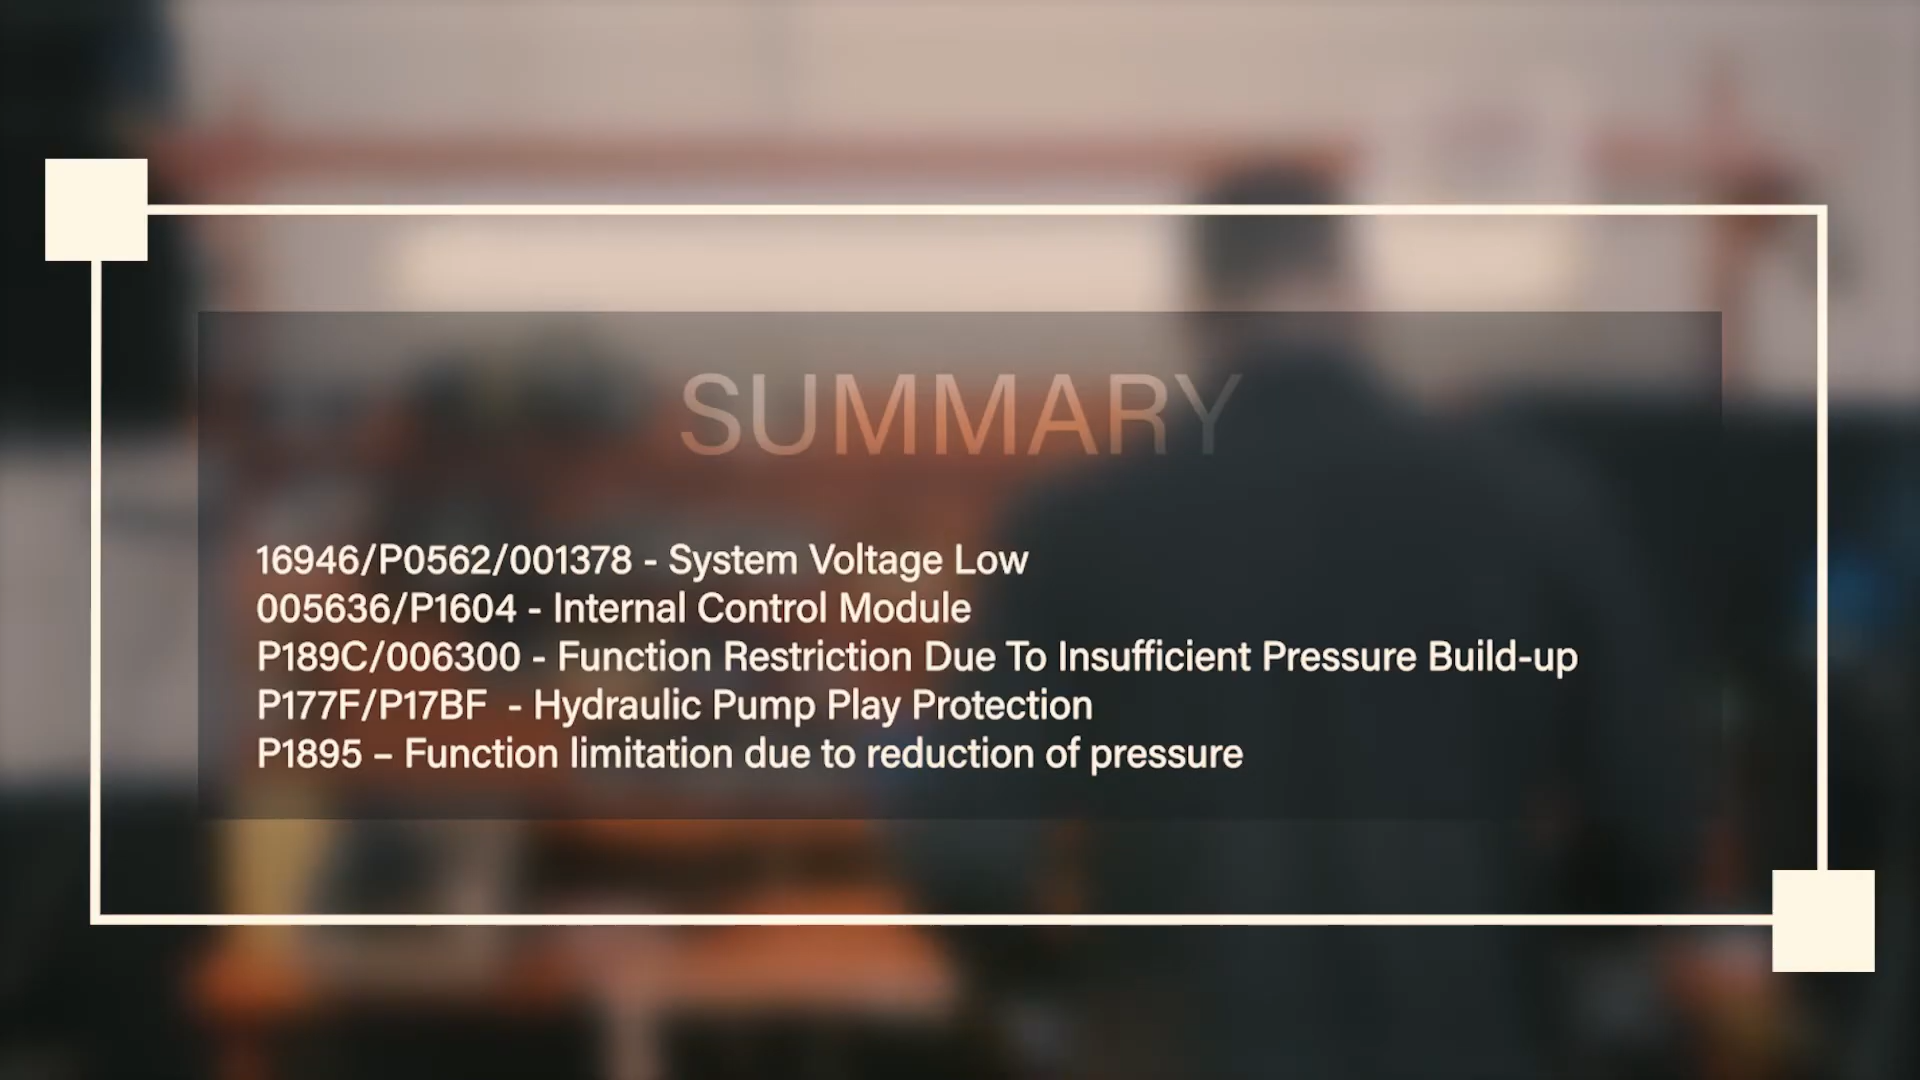 SUMMARY
16946/P0562/001378 - System Voltage Low
005636/P1604 - Internal Control Module
P189C/006300 - Function Restriction Due To Insufficient Pressure Build-up
P177F/P17BF - Hydraulic Pump Play Protection
P1895 – Function limitation due to reduction of pressure